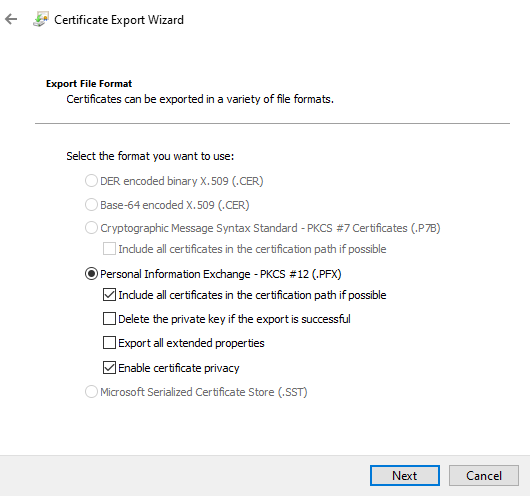 Certificate Export Wizard
Export File Format
Certificates can be exported in a variety of file formats.
Select the format you want to use:
DER encoded binary X.509 (.CER)
Base-64 encoded X.509 (.CER)
Cryptographic Message Syntax Standard - PKCS #7 Certificates (.P7B)
Include all certificates in the certification path if possible
Personal Information Exchange - PKCS #12 (.PFX)
Include all certificates in the certification path if possible
Delete the private key if the export is successful
Export all extended properties
Enable certificate privacy
Microsoft Serialized Certificate Store (.SST)
Next Cancel